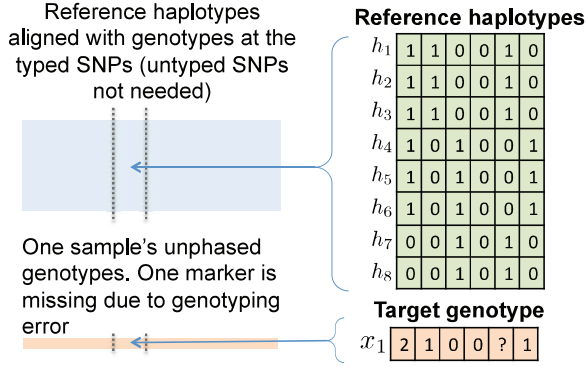 Reference haplotypes
aligned with genotypes at the
typed SNPs (untyped SNPs
not needed)
One sample's unphased
genotypes. One marker is
missing due to genotyping
error
Reference haplotypes
h1 1 1 0 0 1 0
h2 1 1 0 0 1 0
h3 1 1 0 0 1 0
h4 1 0 1 0 0 1
h5 1 0 1 0 0 1
h6 1 0 1 0 0 1
h7 0 0 1 0 1 0
h8 0 0 1 0 1 0
Target genotype
x1 2 1 0 0 ? 1